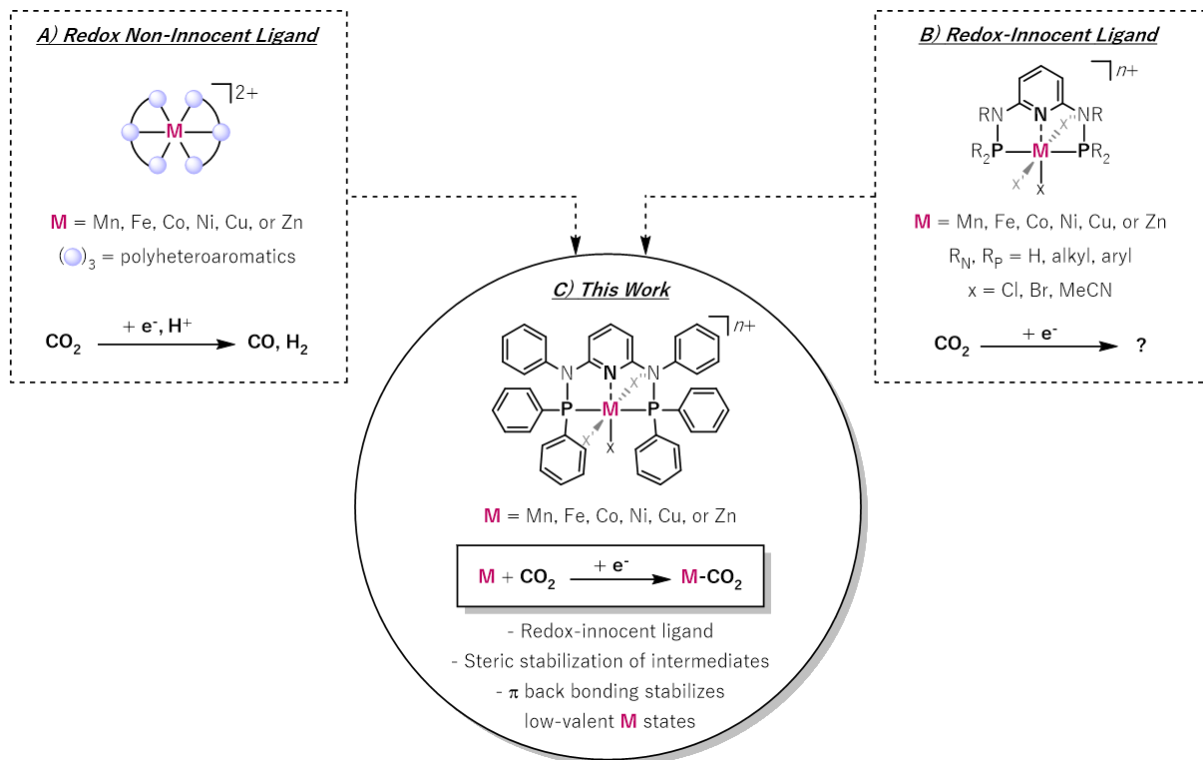 A) Redox Non-Innocent Ligand
2+
M
M = Mn, Fe, Co, Ni, Cu, or Zn
( )3 = polyheteroaromatics
+ e-, H+
CO2 CO, H2
B) Redox-Innocent Ligand
n+
RN N X'' NR
R2P M P
R2
X' X
M = Mn, Fe, Co, Ni, Cu, or Zn
RN, RP = H, alkyl, aryl
x = Cl, Br, MeCN
+ e-
CO2 ?
C) This Work
n+
N N X'' N
P M P
X' X
M = Mn, Fe, Co, Ni, Cu, or Zn
+ e-
M + CO2 M-CO2
- Redox-innocent ligand
- Steric stabilization of intermediates
- π back bonding stabilizes
low-valent M states